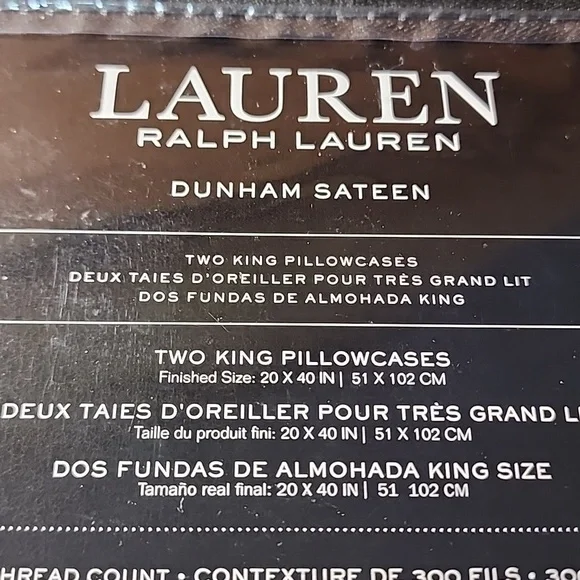 LAUREN
RALPH LAUREN
DUNHAM SATEEN
TWO KING PILLOWCASES
DEUX TAIES D'OREILLER POUR TRÈS GRAND LIT
DOS FUNDAS DE ALMOHADA KING
TWO KING PILLOWCASES
Finished Size: 20 X 40 IN | 51 X 102 CM
DEUX TAIES D'OREILLER POUR TRÈS GRAND
Taille du produit fini: 20 X 40 IN | 51 X 102 CM
DOS FUNDAS DE ALMOHADA KING SIZE
Tamaño real final: 20 X 40 IN | 51 102 CM
HREAD COUNT • CONTEXTURE DE 300 FILS • 30